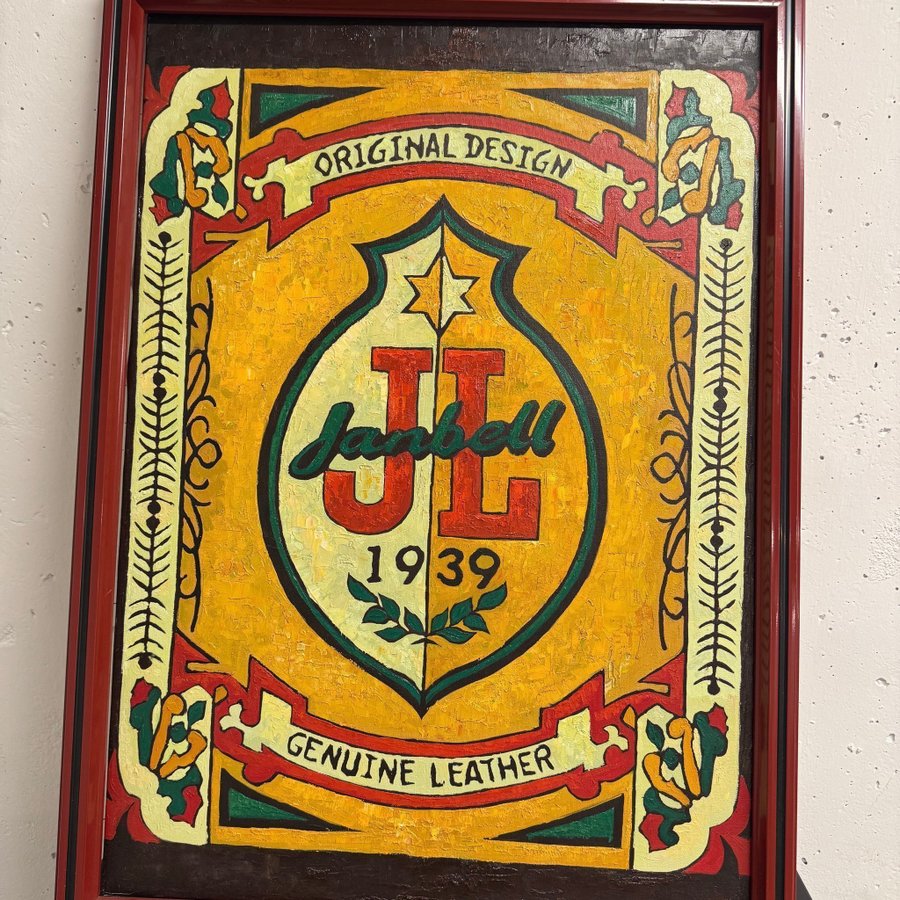 ORIGINAL DESIGN
JL
Janbell
1939
GENUINE LEATHER